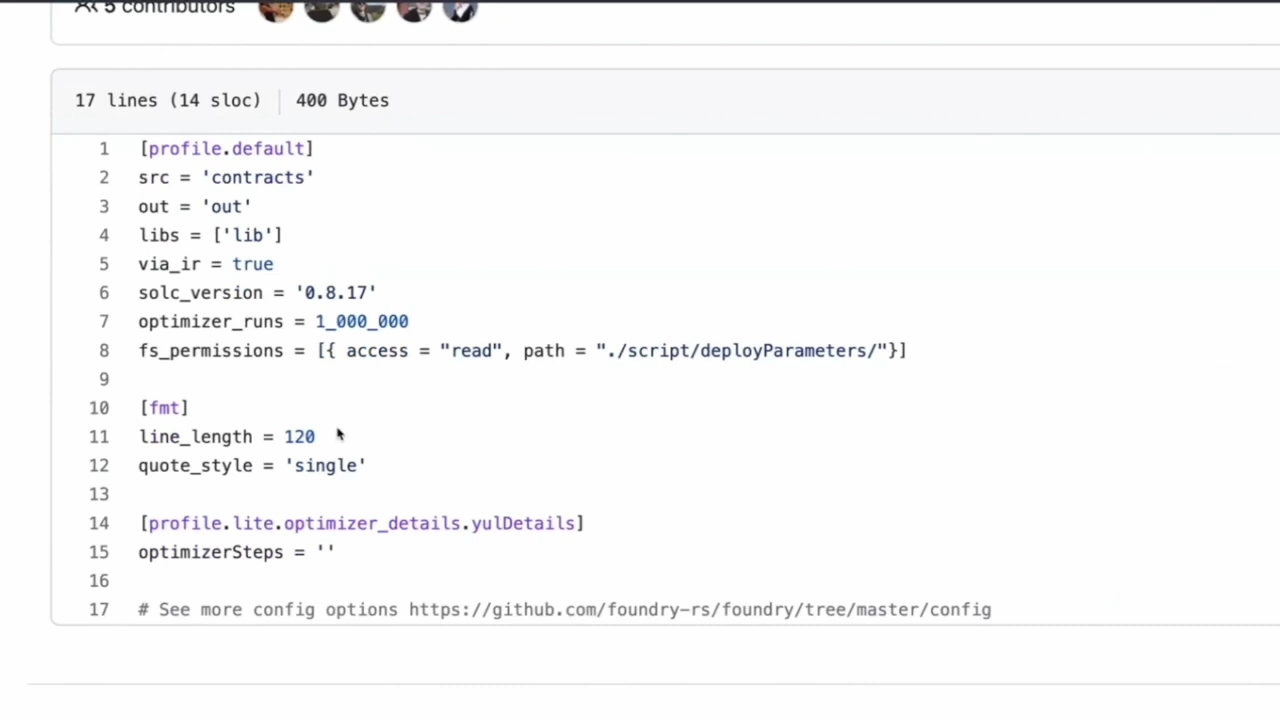 5 contributors
17 lines (14 sloc) 400 Bytes
1 [profile.default]
2 src = 'contracts'
3 out = 'out'
4 libs = ['lib']
5 via_ir = true
6 solc_version = '0.8.17'
7 optimizer_runs = 1_000_000
8 fs_permissions = [{ access = "read", path = "./script/deployParameters/"}]
9
10 [fmt]
11 line_length = 120
12 quote_style = 'single'
13
14 [profile.lite.optimizer_details.yulDetails]
15 optimizerSteps = ''
16
17 # See more config options https://github.com/foundry-rs/foundry/tree/master/config